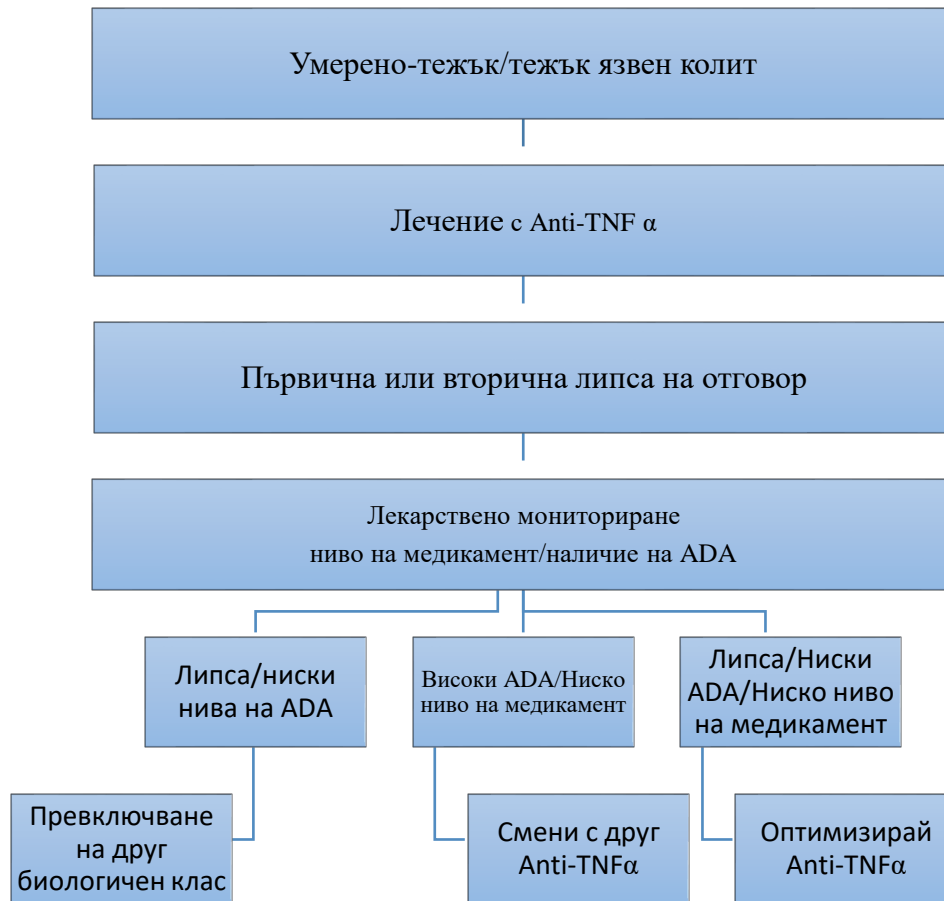 Умерено-тежък/тежък язвен колит
Лечение с Anti-TNF α
Първична или вторична липса на отговор
Лекарствено мониториране
ниво на медикамент/наличие на ADA
Липса/ниски
нива на ADA
Високи ADA/Ниско
ниво на медикамент
Липса/Ниски
ADA/Ниско ниво
на медикамент
Превключване
на друг
биологичен клас
Смени с друг
Anti-TNFα
Оптимизирай
Anti-TNFα